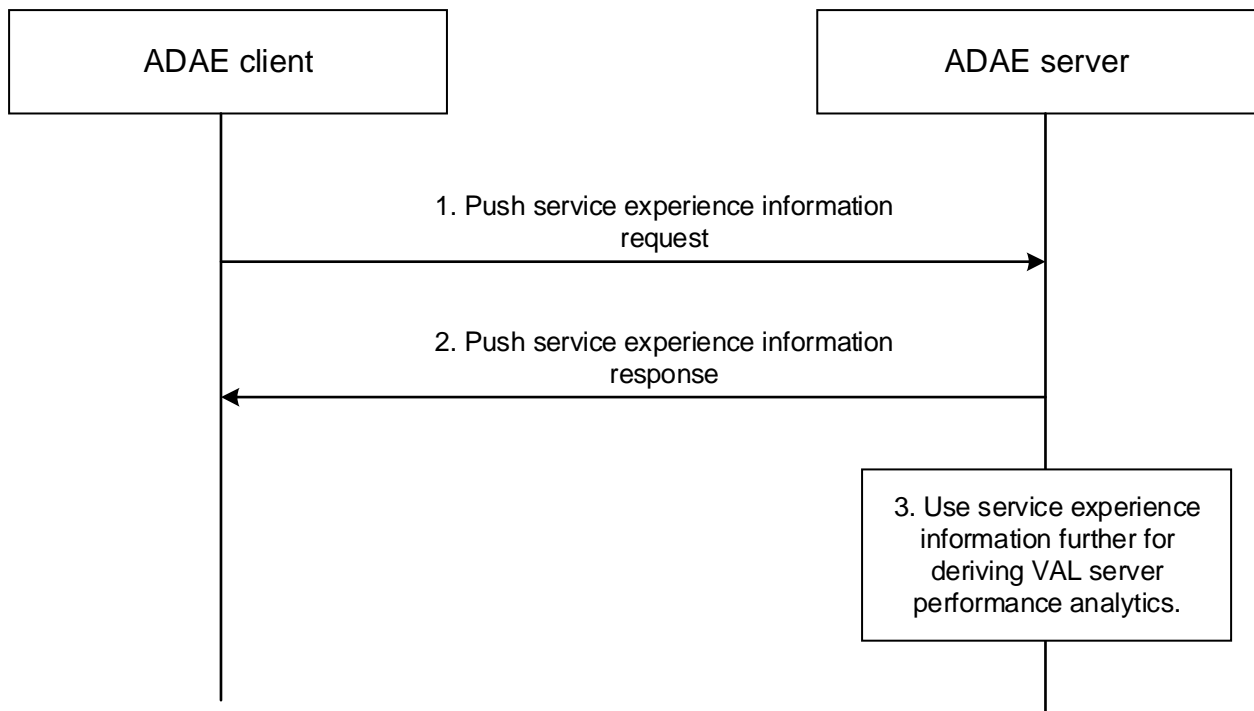 ADAE client
ADAE server
1. Push service experience information
request
2. Push service experience information
response
3. Use service experience
information further for
deriving VAL server
performance analytics.